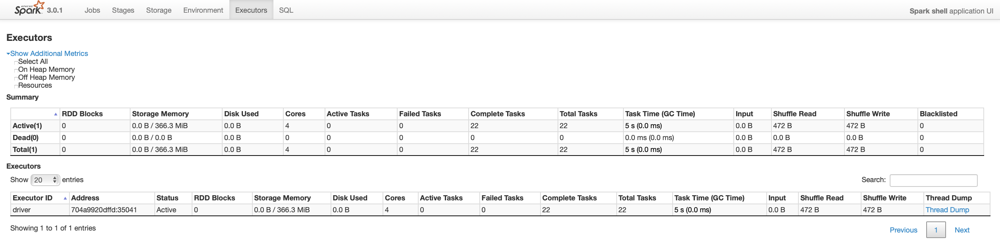 APACHE Spark 3.0.1 Jobs Stages Storage Environment Executors SQL Spark shell application UI
Executors
Show Additional Metrics
Select All
On Heap Memory
Off Heap Memory
Resources
Summary
RDD Blocks Storage Memory Disk Used Cores Active Tasks Failed Tasks Complete Tasks Total Tasks Task Time (GC Time) Input Shuffle Read Shuffle Write Blacklisted
Active(1) 0 0.0 B / 366.3 MiB 0.0 B 4 0 0 22 22 5 s (0.0 ms) 0.0 B 472 B 472 B 0
Dead(0) 0 0.0 B / 0.0 B 0.0 B 0 0 0 0 0 0.0 ms (0.0 ms) 0.0 B 0.0 B 0.0 B 0
Total(1) 0 0.0 B / 366.3 MiB 0.0 B 4 0 0 22 22 5 s (0.0 ms) 0.0 B 472 B 472 B 0
Executors
Show 20 entries Search:
Executor ID Address Status RDD Blocks Storage Memory Disk Used Cores Active Tasks Failed Tasks Complete Tasks Total Tasks Task Time (GC Time) Input Shuffle Read Shuffle Write Thread Dump
driver 704a9920dffd:35041 Active 0 0.0 B / 366.3 MiB 0.0 B 4 0 0 22 22 5 s (0.0 ms) 0.0 B 472 B 472 B Thread Dump
Showing 1 to 1 of 1 entries Previous 1 Next